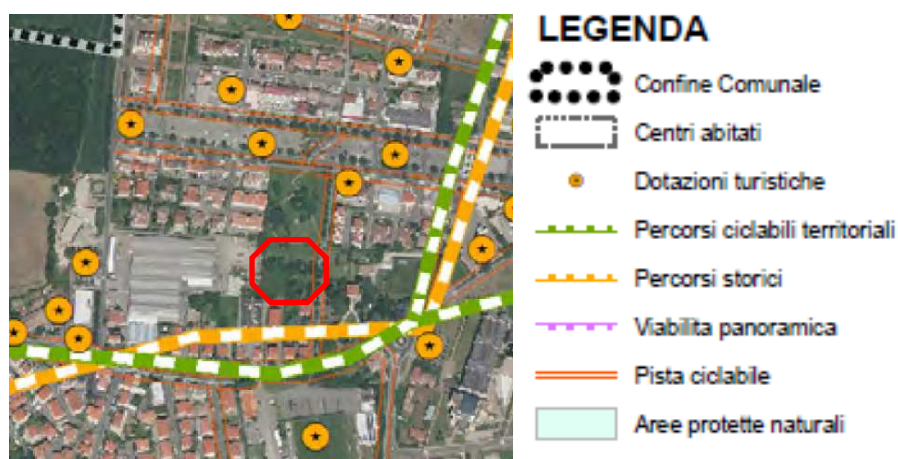 LEGENDA
Confine Comunale
Centri abitati
Dotazioni turistiche
Percorsi ciclabili territoriali
Percorsi storici
Viabilita panoramica
Pista ciclabile
Aree protette naturali